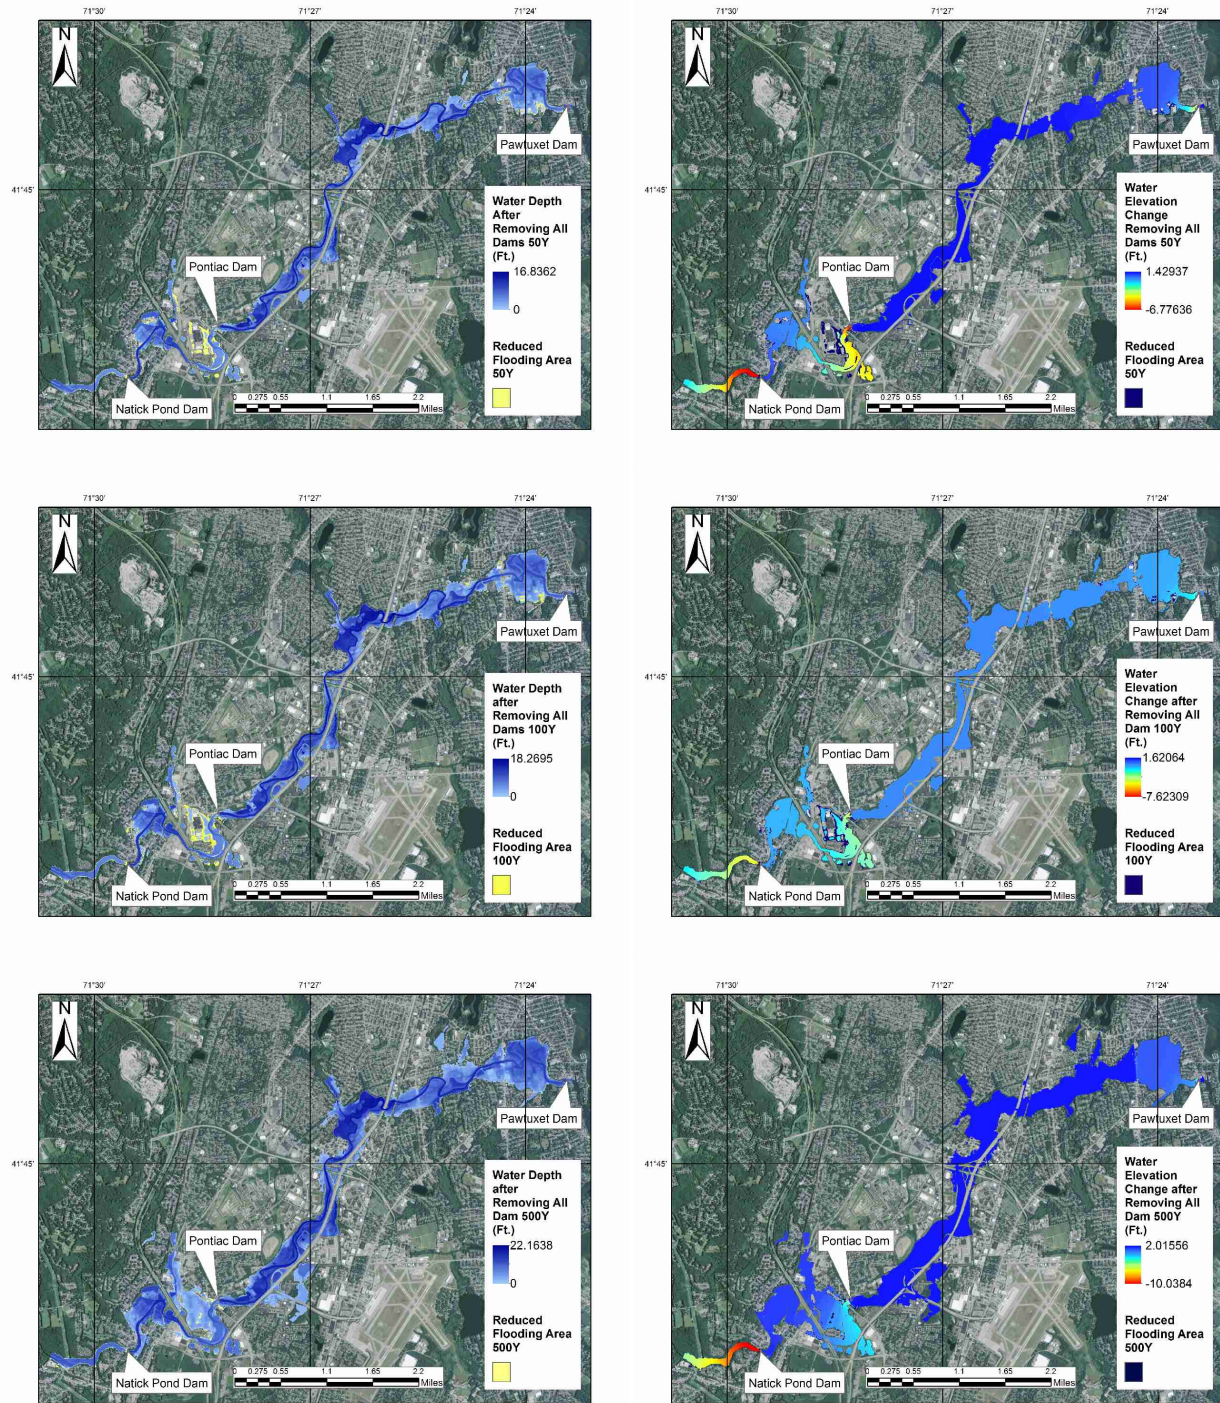 71°30'
71°27'
71°24'
N
41°45'
Pawtuxet Dam
Pontiac Dam
Natick Pond Dam
Water Depth
After
Removing All
Dams 50Y
(Ft.)
16.8362
0
Reduced
Flooding Area
50Y
0 0.275 0.55 1.1 1.65 2.2
Miles
71°30'
71°27'
71°24'
N
Pawtuxet Dam
Pontiac Dam
Natick Pond Dam
Water
Elevation
Change
Removing All
Dams 50Y
(Ft.)
1.42937
-6.77636
Reduced
Flooding Area
50Y
0 0.275 0.55 1.1 1.65 2.2
Miles
71°30'
71°27'
71°24'
N
41°45'
Pawtuxet Dam
Pontiac Dam
Natick Pond Dam
Water Depth
after
Removing All
Dams 100Y
(Ft.)
18.2695
0
Reduced
Flooding Area
100Y
0 0.275 0.55 1.1 1.65 2.2
Miles
71°30'
71°27'
71°24'
N
Pawtuxet Dam
Pontiac Dam
Natick Pond Dam
Water
Elevation
Change after
Removing All
Dam 100Y
(Ft.)
1.62064
-7.62309
Reduced
Flooding Area
100Y
0 0.275 0.55 1.1 1.65 2.2
Miles
71°30'
71°27'
71°24'
N
41°45'
Pawtuxet Dam
Pontiac Dam
Natick Pond Dam
Water Depth
after
Removing All
Dam 500Y
(Ft.)
22.1638
0
Reduced
Flooding Area
500Y
0 0.275 0.55 1.1 1.65 2.2
Miles
71°30'
71°27'
71°24'
N
Pawtuxet Dam
Pontiac Dam
Natick Pond Dam
Water
Elevation
Change after
Removing All
Dam 500Y
(Ft.)
2.01556
-10.0384
Reduced
Flooding Area
500Y
0 0.275 0.55 1.1 1.65 2.2
Miles